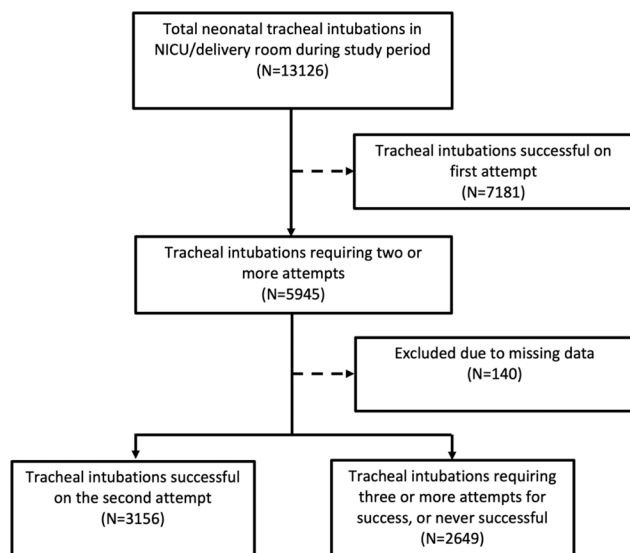 Total neonatal tracheal intubations in
NICU/delivery room during study period
(N=13126)
Tracheal intubations successful on
first attempt
(N=7181)
Tracheal intubations requiring two or
more attempts
(N=5945)
Excluded due to missing data
(N=140)
Tracheal intubations successful
on the second attempt
(N=3156)
Tracheal intubations requiring
three or more attempts for
success, or never successful
(N=2649)